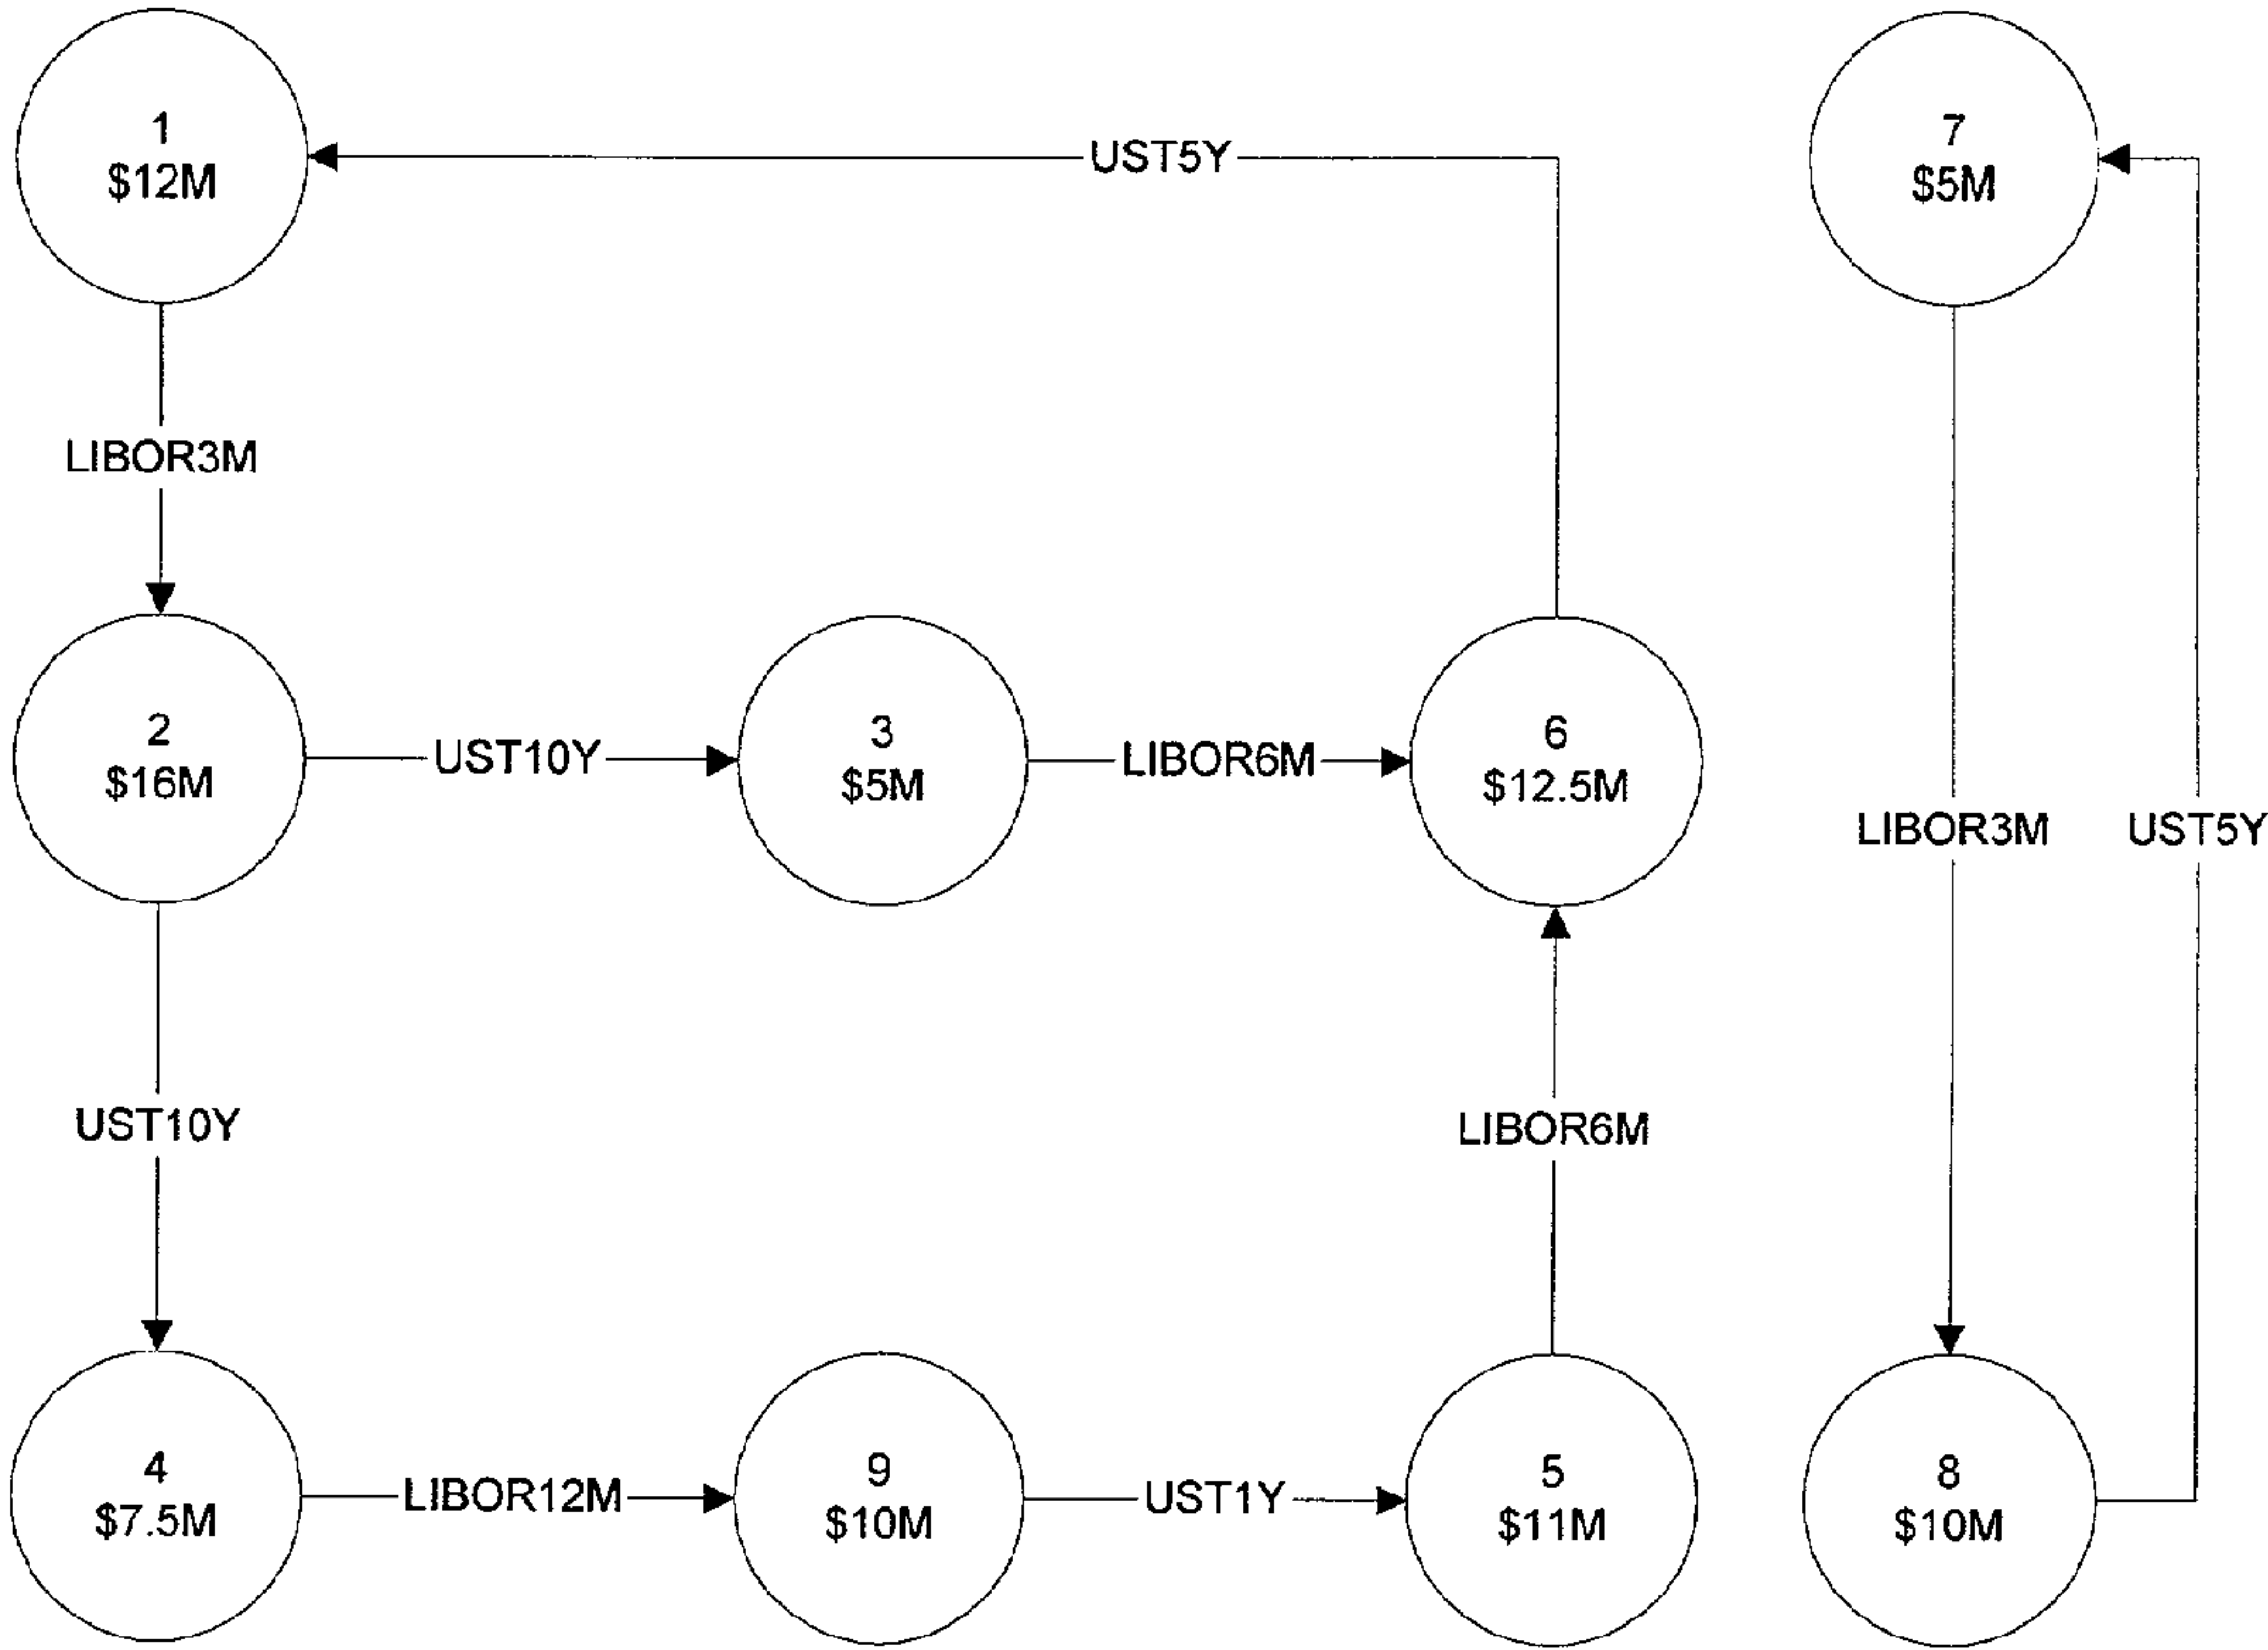 1
$12M
UST5Y
7
$5M
LIBOR3M
2
$16M
UST10Y
3
$5M
LIBOR6M
6
$12.5M
LIBOR3M
UST5Y
UST10Y
LIBOR6M
4
$7.5M
LIBOR12M
9
$10M
UST1Y
5
$11M
8
$10M